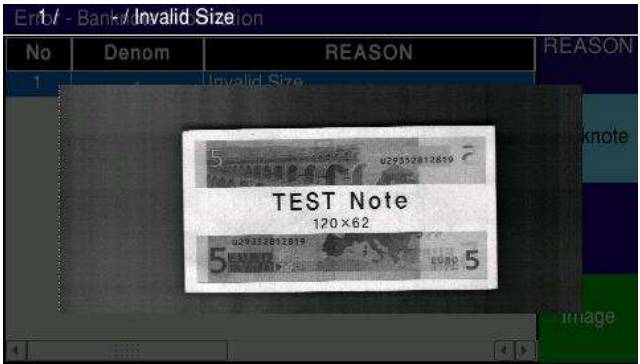 1/ - / Invalid Size
No Denom REASON REASON
1 - Invalid Size
5 U29352812819
TEST Note
120×62
U29352812819
5 EURO 5
Image